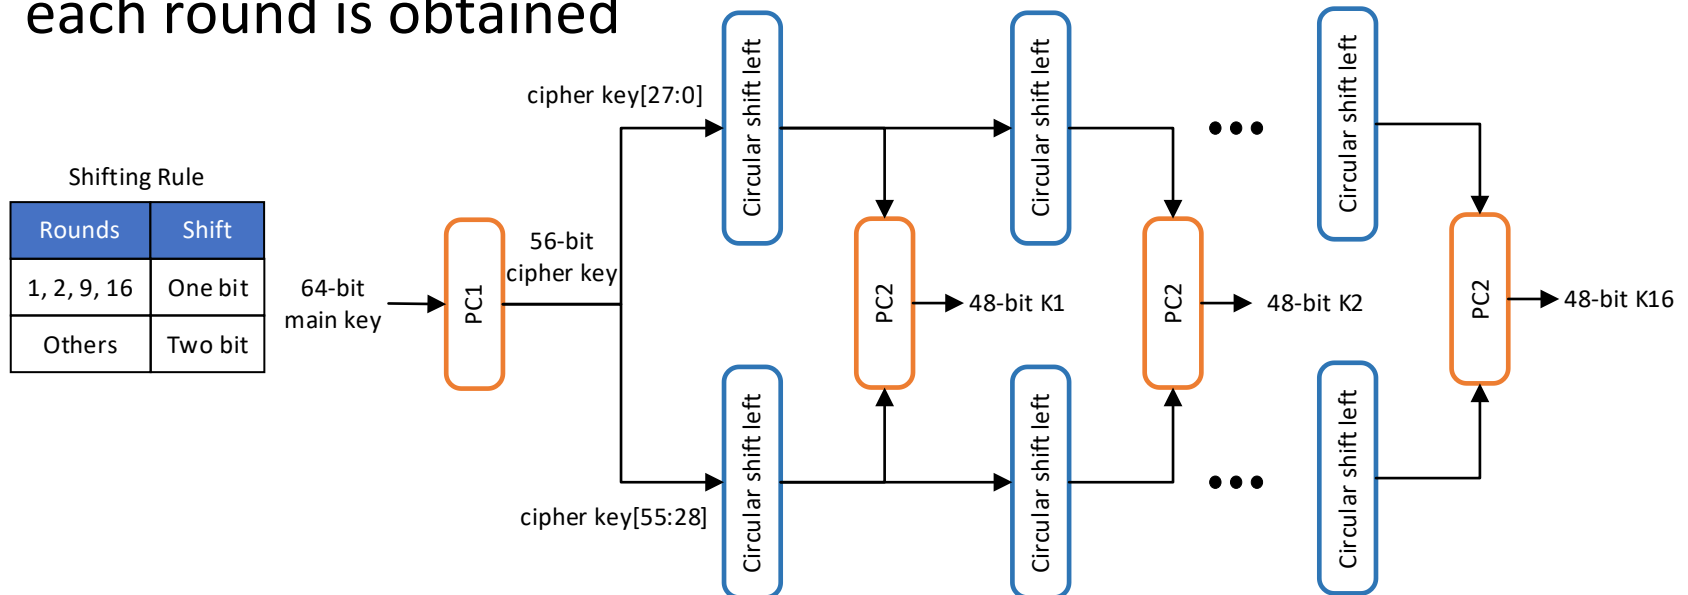 each round is obtained
Shifting Rule
Rounds Shift
1, 2, 9, 16 One bit
Others Two bit
64-bit
main key
PC1
56-bit
cipher key
cipher key[27:0]
cipher key[55:28]
Circular shift left
Circular shift left
PC2
48-bit K1
Circular shift left
Circular shift left
PC2
48-bit K2
Circular shift left
Circular shift left
PC2
48-bit K16